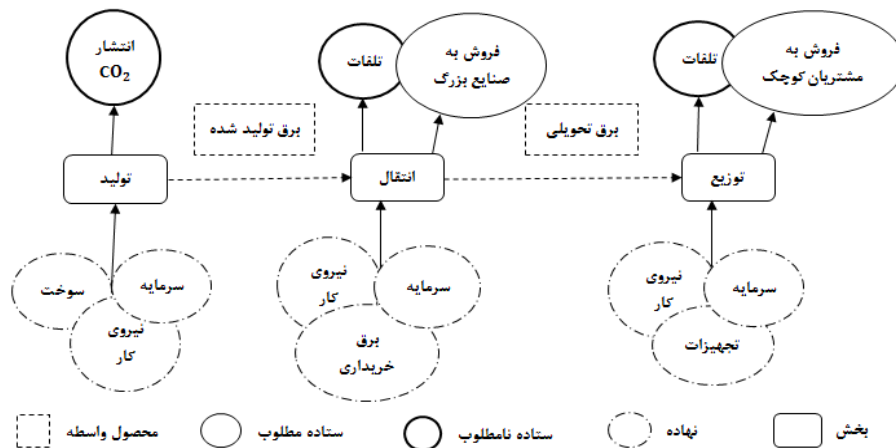 انتشار
CO₂
تلفات
فروش به
صنایع بزرگ
تلفات
فروش به
مشتریان کوچک
برق تولید شده
برق تحویلی
تولید
انتقال
توزیع
سوخت
سرمایه
نیروی
کار
نیروی
کار
سرمایه
برق
خریداری
نیروی
کار
سرمایه
تجهیزات
بخش
نهاده
ستاده نامطلوب
ستاده مطلوب
محصول واسطه